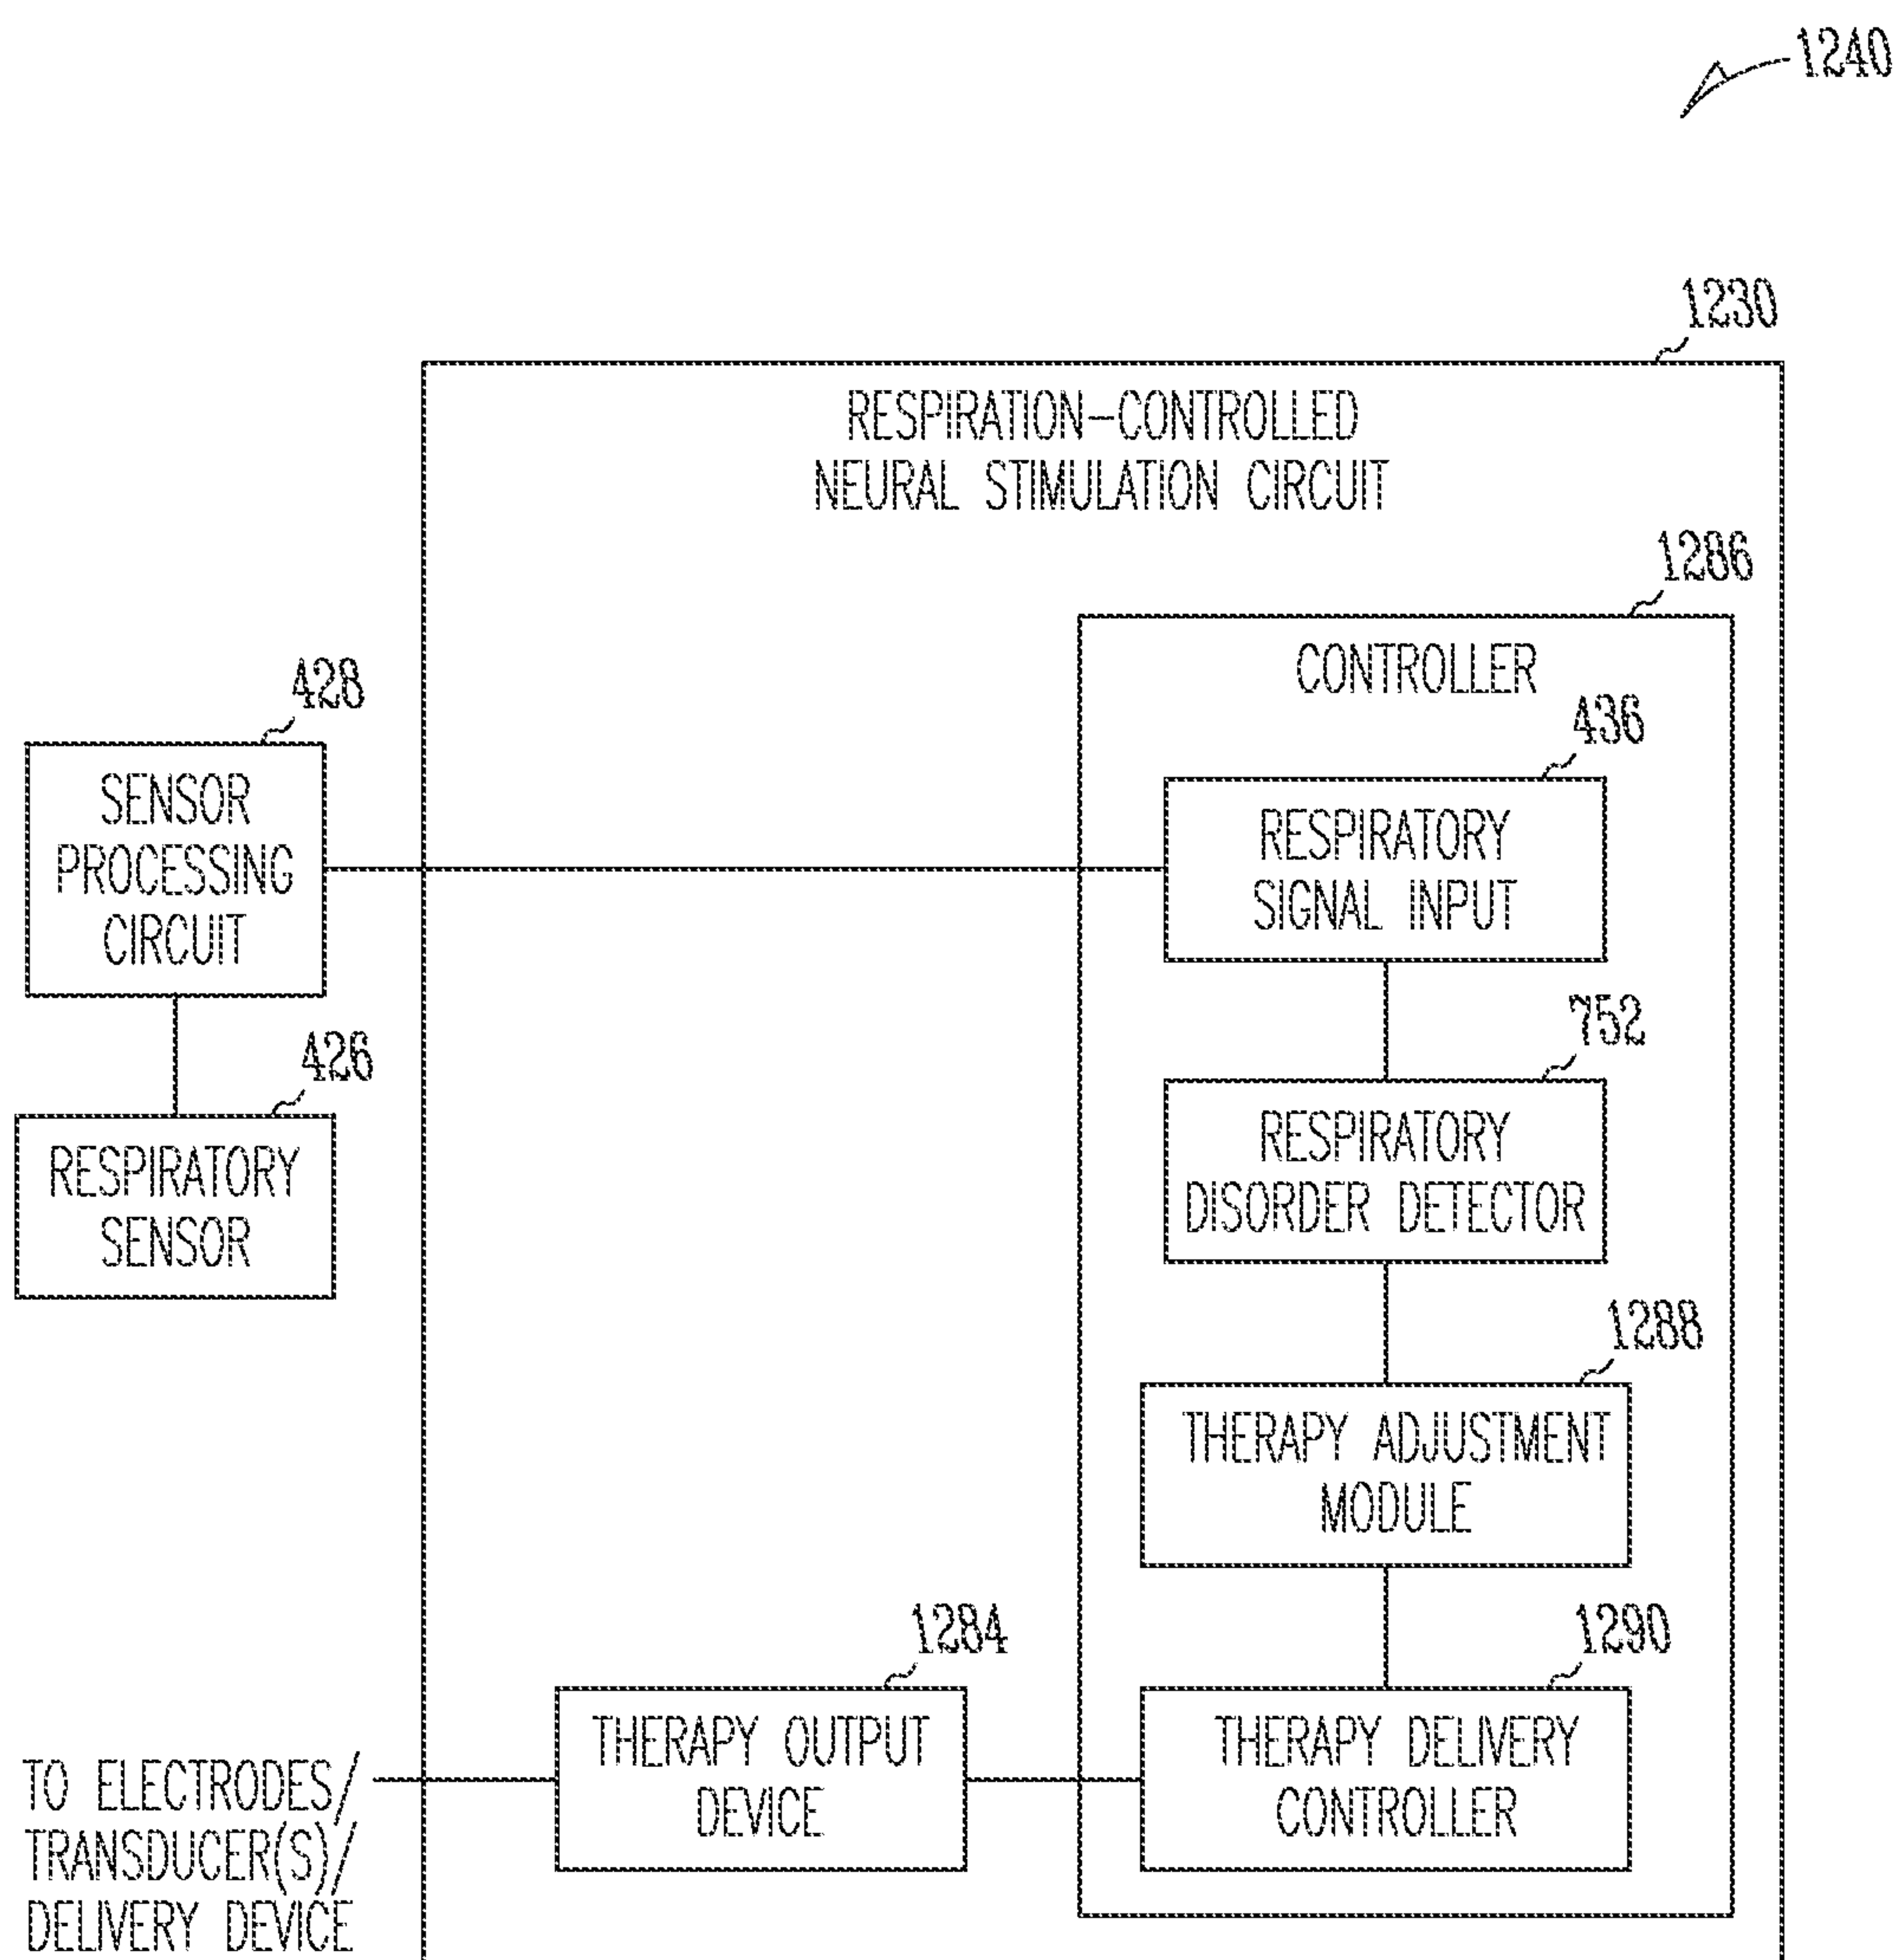 1240
1230
RESPIRATION-CONTROLLED
NEURAL STIMULATION CIRCUIT
1286
CONTROLLER
428
SENSOR
PROCESSING
CIRCUIT
436
RESPIRATORY
SIGNAL INPUT
426
RESPIRATORY
SENSOR
752
RESPIRATORY
DISORDER DETECTOR
1288
THERAPY ADJUSTMENT
MODULE
1284
THERAPY OUTPUT
DEVICE
1290
THERAPY DELIVERY
CONTROLLER
TO ELECTRODES/
TRANSDUCER(S)/
DELIVERY DEVICE